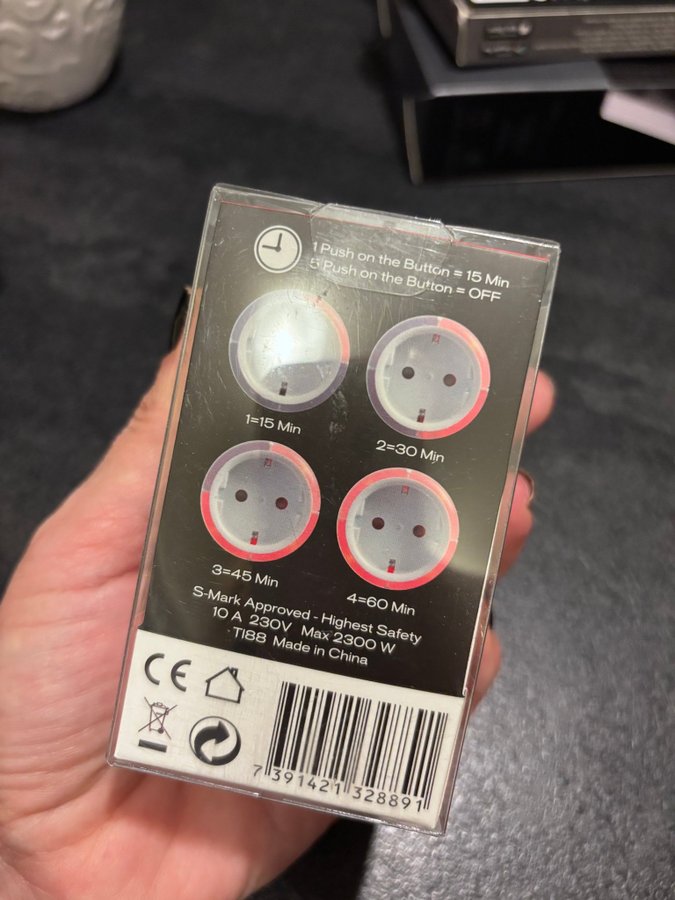 1 Push on the Button = 15 Min
5 Push on the Button = OFF
1=15 Min
2=30 Min
3=45 Min
4=60 Min
S-Mark Approved - Highest Safety
10 A 230V Max 2300 W
TI88 Made in China
CE
7 391421 328891